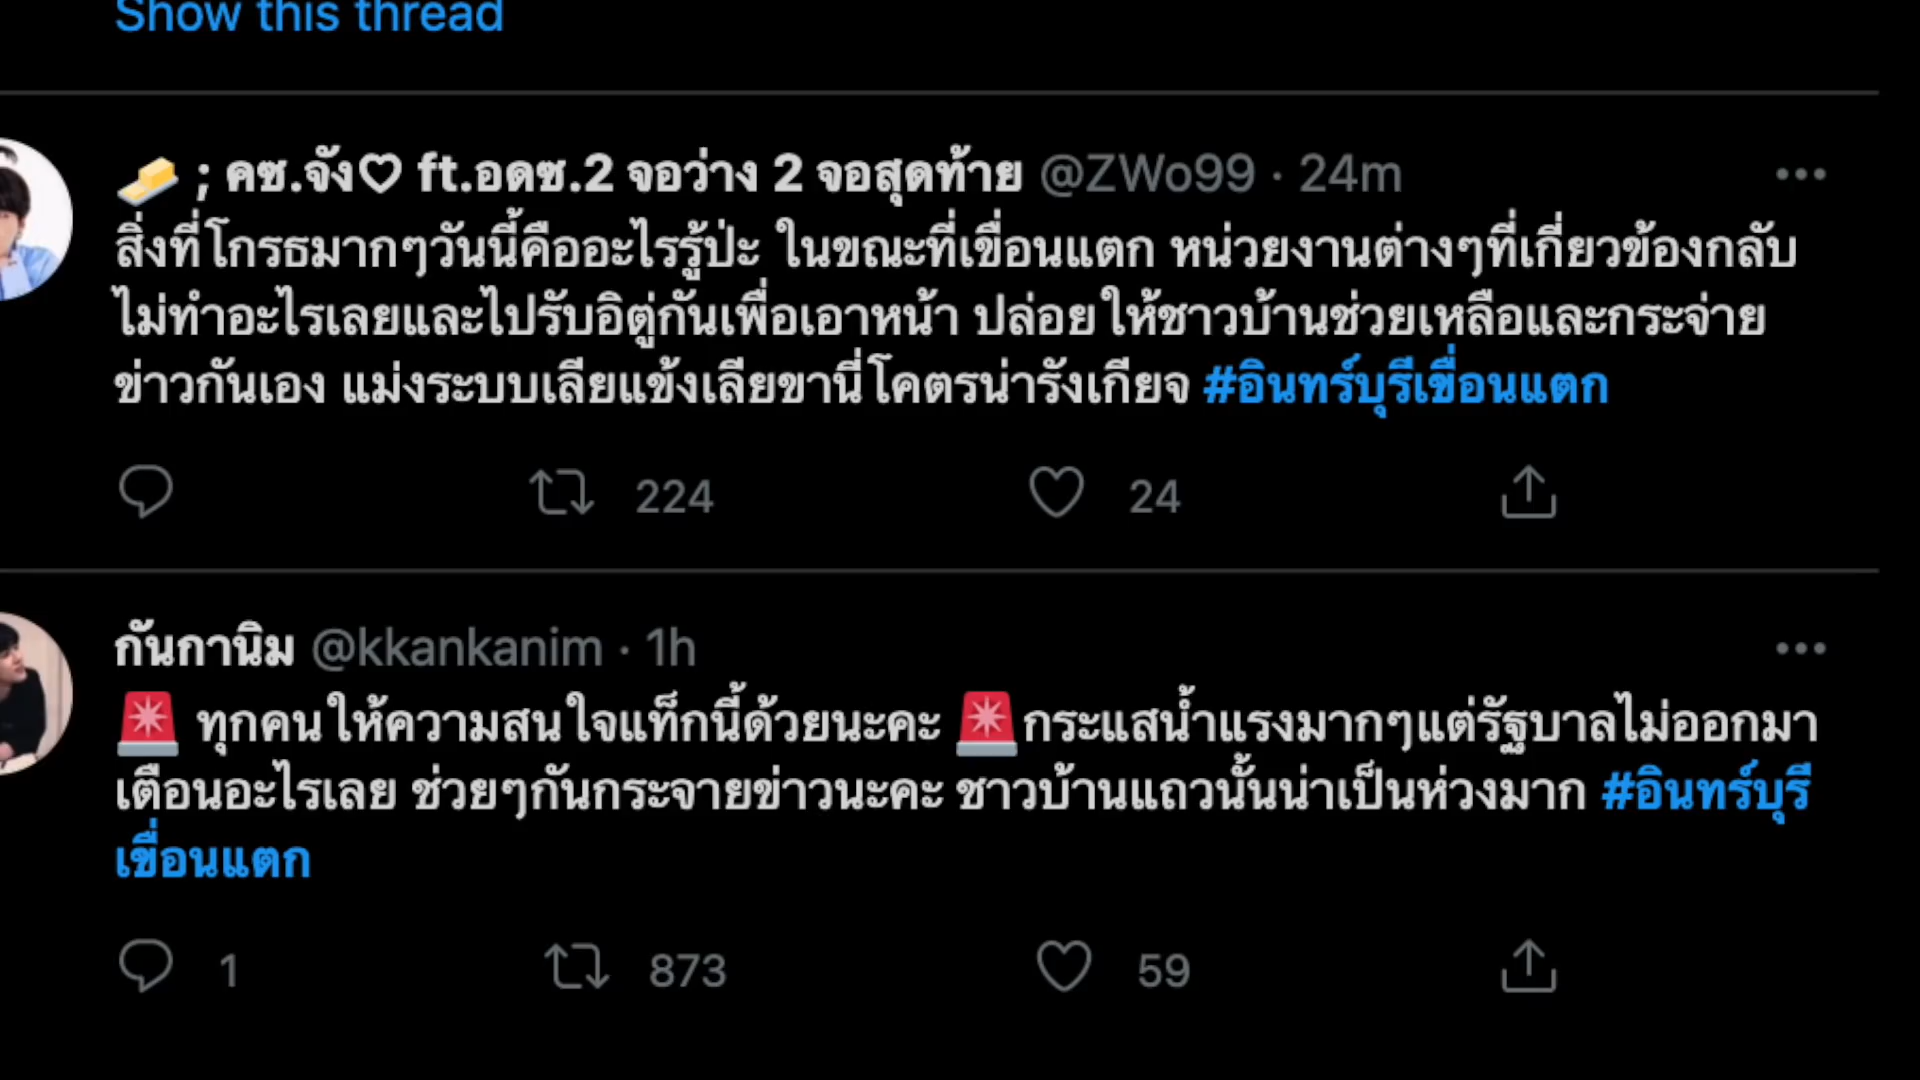 Show this thread
; คซ.จัง♡ ft.อดซ.2 จอว่าง 2 จอสุดท้าย @ZWo99 · 24m
สิ่งที่โกรธมากๆวันนี้คืออะไรรู้ป่ะ ในขณะที่เขื่อนแตก หน่วยงานต่างๆที่เกี่ยวข้องกลับ
ไม่ทำอะไรเลยและไปรับอิตู่กันเพื่อเอาหน้า ปล่อยให้ชาวบ้านช่วยเหลือและกระจ่าย
ข่าวกันเอง แม่งระบบเลียแข้งเลียขานี่โคตรน่ารังเกียจ #อินทร์บุรีเขื่อนแตก
224 24
กันกานิม @kkankanim · 1h
🚨 ทุกคนให้ความสนใจแท็กนี้ด้วยนะคะ 🚨กระแสน้ำแรงมากๆแต่รัฐบาลไม่ออกมา
เตือนอะไรเลย ช่วยๆกันกระจายข่าวนะคะ ชาวบ้านแถวนั้นน่าเป็นห่วงมาก #อินทร์บุรี
เขื่อนแตก
1 873 59